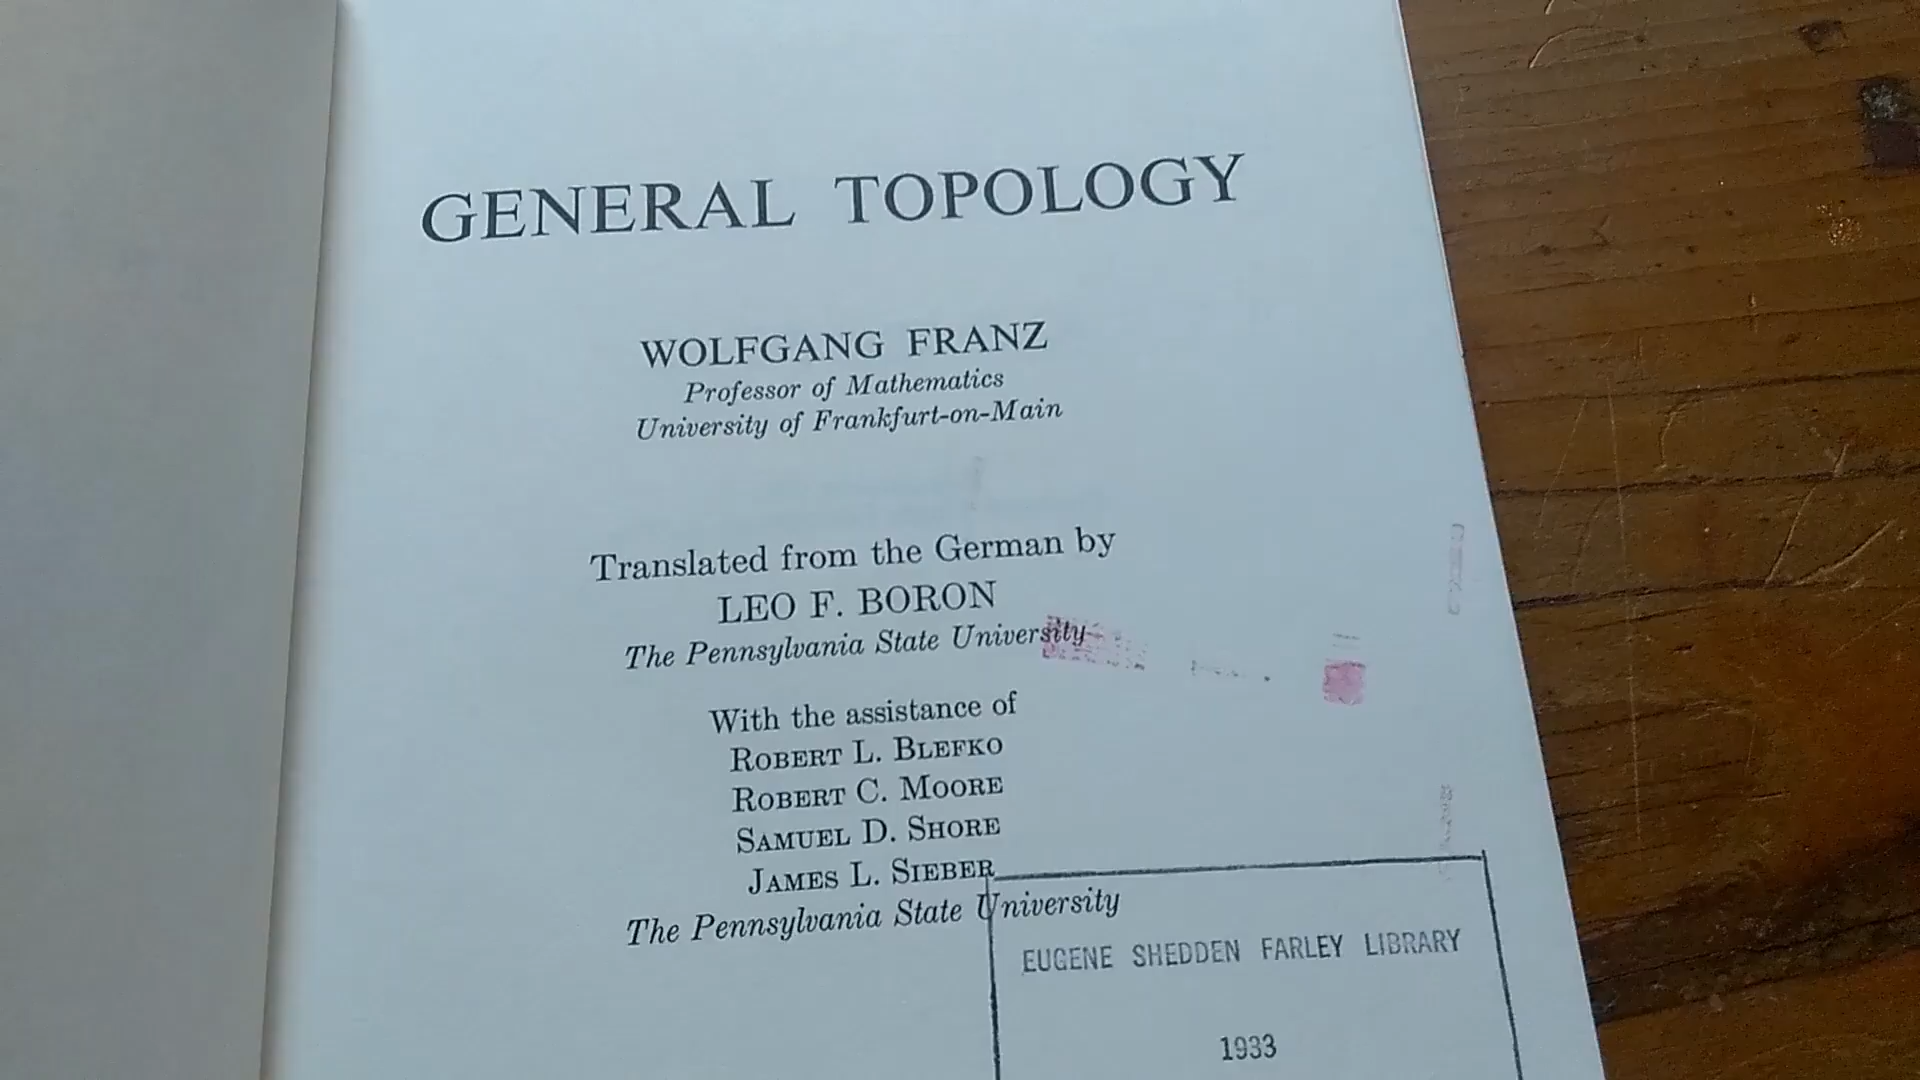 GENERAL TOPOLOGY
WOLFGANG FRANZ
Professor of Mathematics
University of Frankfurt-on-Main
Translated from the German by
LEO F. BORON
The Pennsylvania State University
With the assistance of
ROBERT L. BLEFKO
ROBERT C. MOORE
SAMUEL D. SHORE
JAMES L. SIEBER
The Pennsylvania State University
EUGENE SHEDDEN FARLEY LIBRARY
1933